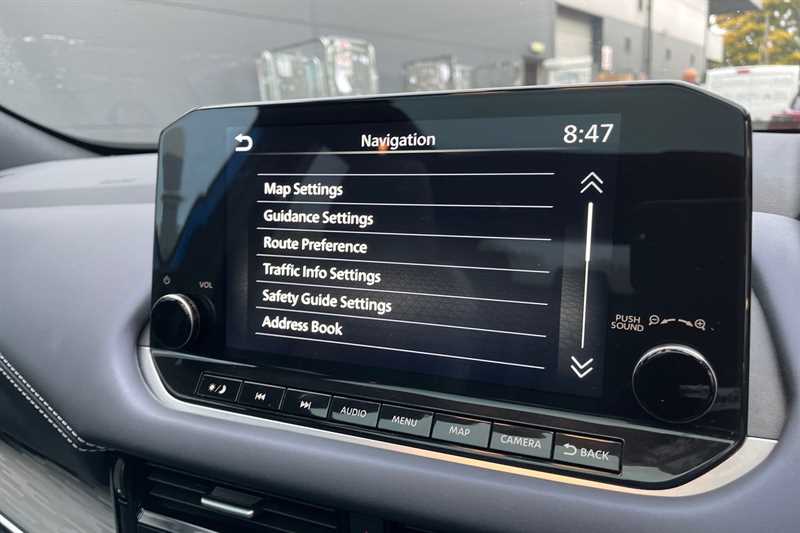 Navigation
8:47
Map Settings
Guidance Settings
Route Preference
Traffic Info Settings
Safety Guide Settings
Address Book
VOL
PUSH
SOUND
AUDIO
MENU
MAP
CAMERA
BACK